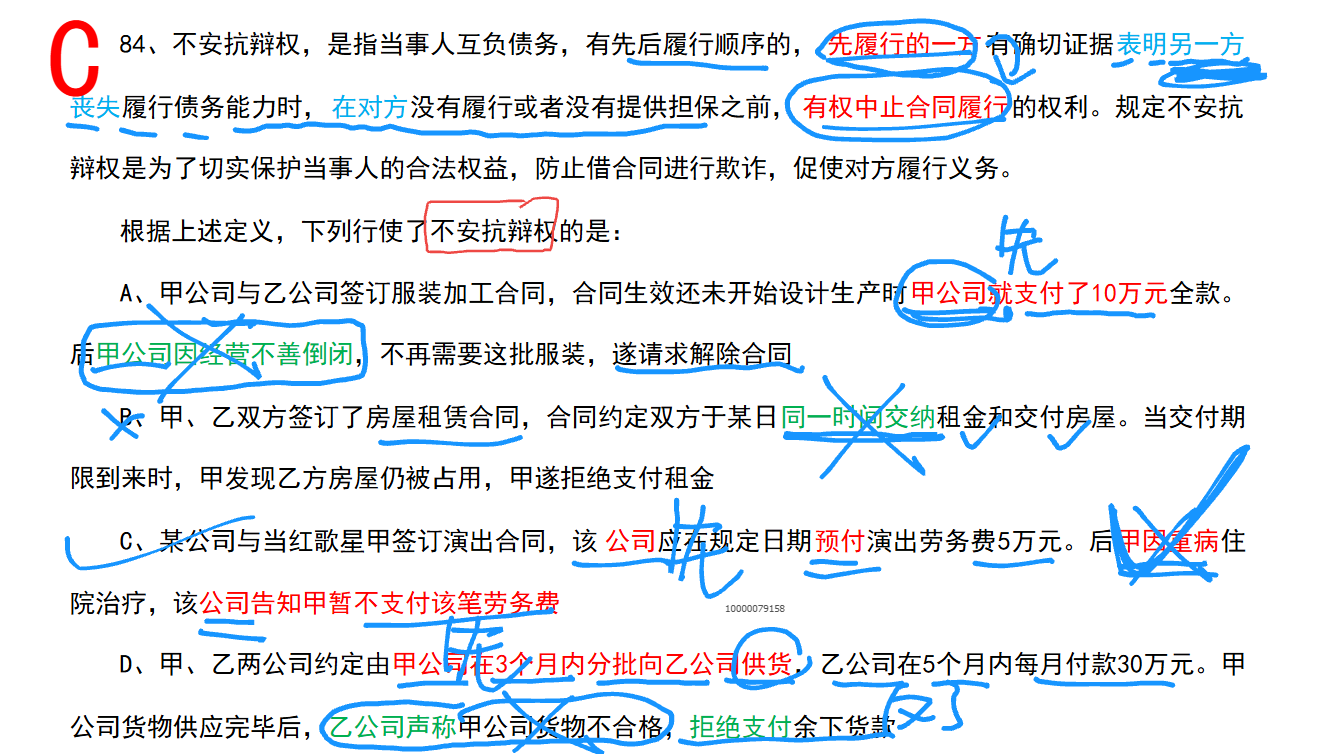 C
84、不安抗辩权，是指当事人互负债务，有先后履行顺序的，先履行的一方有确切证据表明另一方
丧失履行债务能力时，在对方没有履行或者没有提供担保之前，有权中止合同履行的权利。规定不安抗
辩权是为了切实保护当事人的合法权益，防止借合同进行欺诈，促使对方履行义务。
根据上述定义，下列行使了不安抗辩权的是：
先
A、甲公司与乙公司签订服装加工合同，合同生效还未开始设计生产时甲公司就支付了10万元全款。
后甲公司因经营不善倒闭，不再需要这批服装，遂请求解除合同
B、甲、乙双方签订了房屋租赁合同，合同约定双方于某日同一时间交纳租金和交付房屋。当交付期
限到来时，甲发现乙方房屋仍被占用，甲遂拒绝支付租金
先
C、某公司与当红歌星甲签订演出合同，该公司应在规定日期预付演出劳务费5万元。后甲因重病住
院治疗，该公司告知甲暂不支付该笔劳务费
10000079158
先
D、甲、乙两公司约定由甲公司在3个月内分批向乙公司供货，乙公司在5个月内每月付款30万元。甲
公司货物供应完毕后，乙公司声称甲公司货物不合格，拒绝支付余下货款
反了